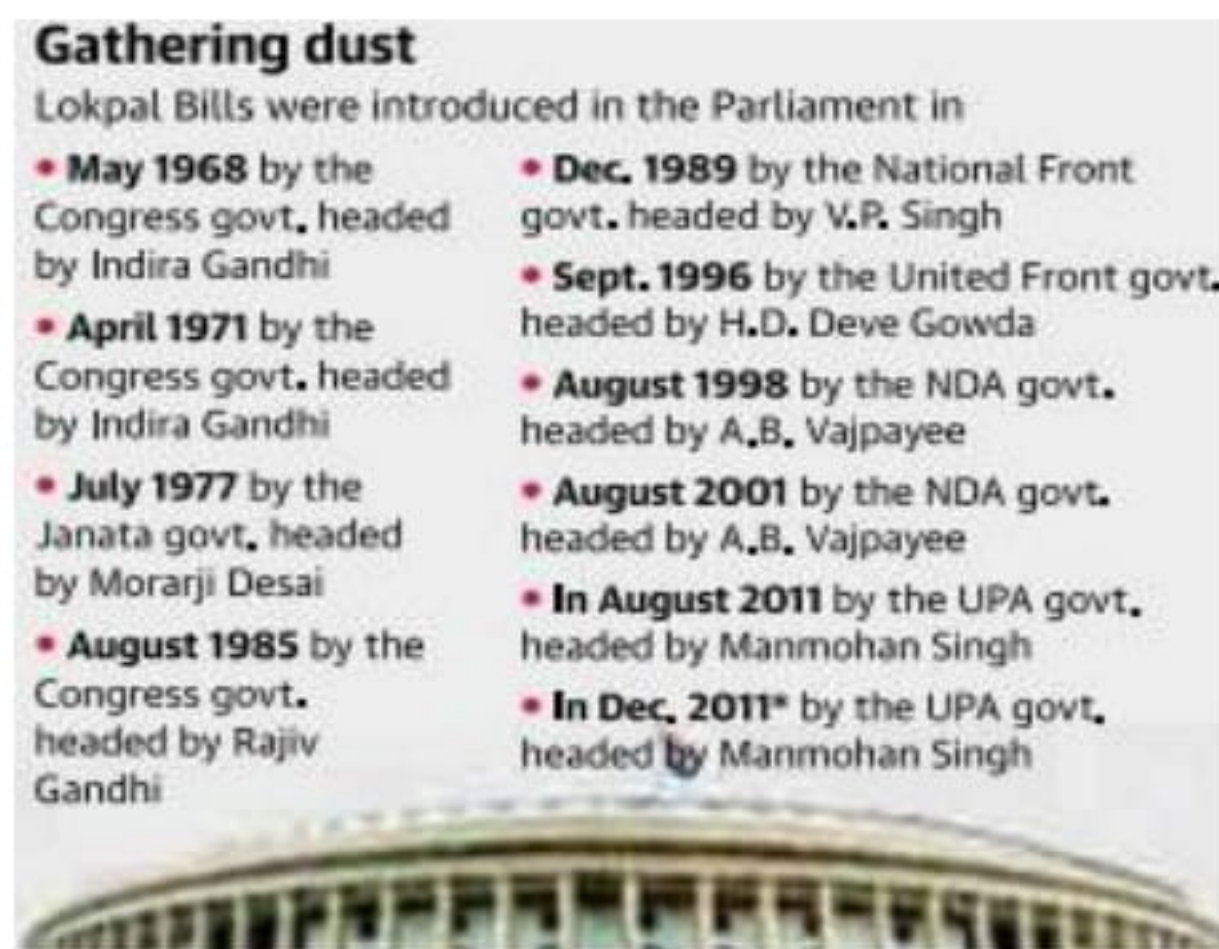 Gathering dust
Lokpal Bills were introduced in the Parliament in
• May 1968 by the
Congress govt. headed
by Indira Gandhi
• April 1971 by the
Congress govt. headed
by Indira Gandhi
• July 1977 by the
Janata govt. headed
by Morarji Desai
• August 1985 by the
Congress govt.
headed by Rajiv
Gandhi
• Dec. 1989 by the National Front
govt. headed by V.P. Singh
• Sept. 1996 by the United Front govt.
headed by H.D. Deve Gowda
• August 1998 by the NDA govt.
headed by A.B. Vajpayee
• August 2001 by the NDA govt.
headed by A.B. Vajpayee
• In August 2011 by the UPA govt.
headed by Manmohan Singh
• In Dec. 2011* by the UPA govt.
headed by Manmohan Singh